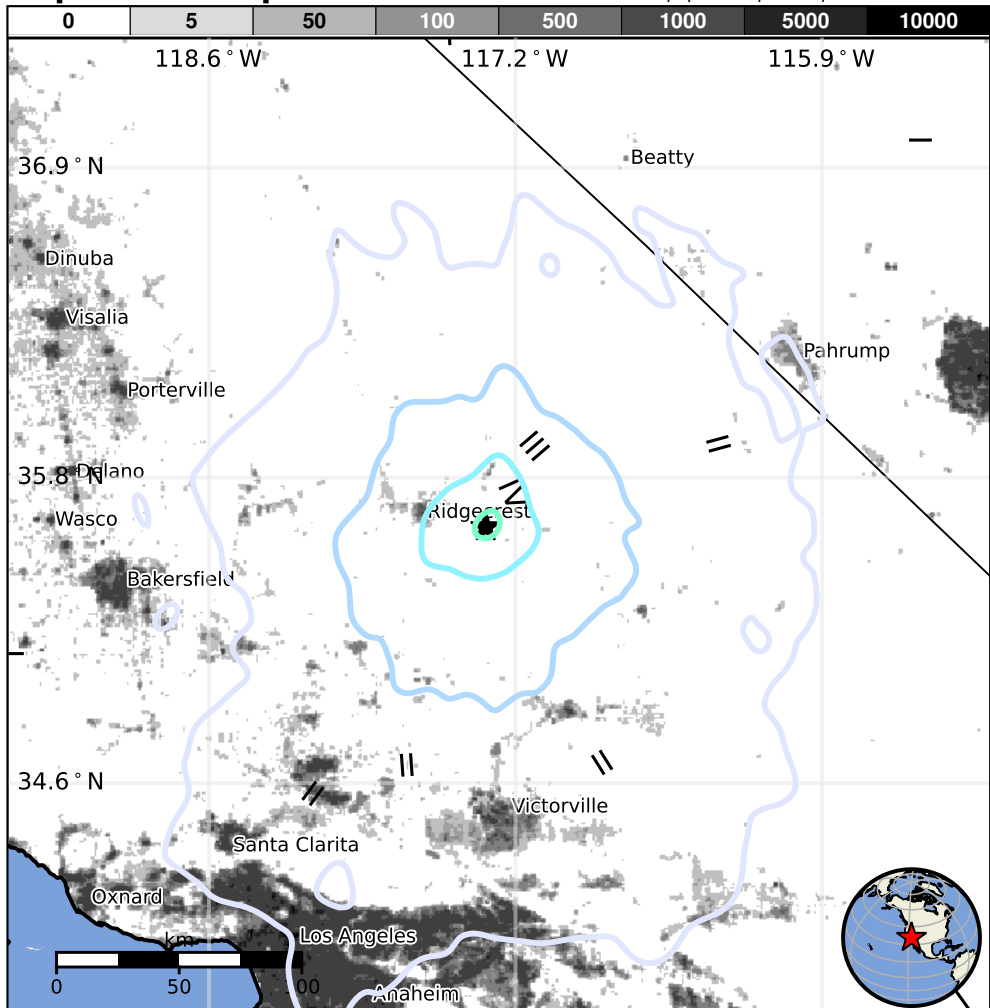 0 5 50 100 500 1000 5000 10000
118.6°W 117.2°W 115.9°W
36.9°N
Beatty
I
Dinuba
Visalia
Pahrump
Porterville
III
II
35.8°N
Delano
IV
Ridgecrest
Wasco
Bakersfield
34.6°N
II
II
II
Victorville
Santa Clarita
Oxnard
Los Angeles
km
0 50 100
Anaheim